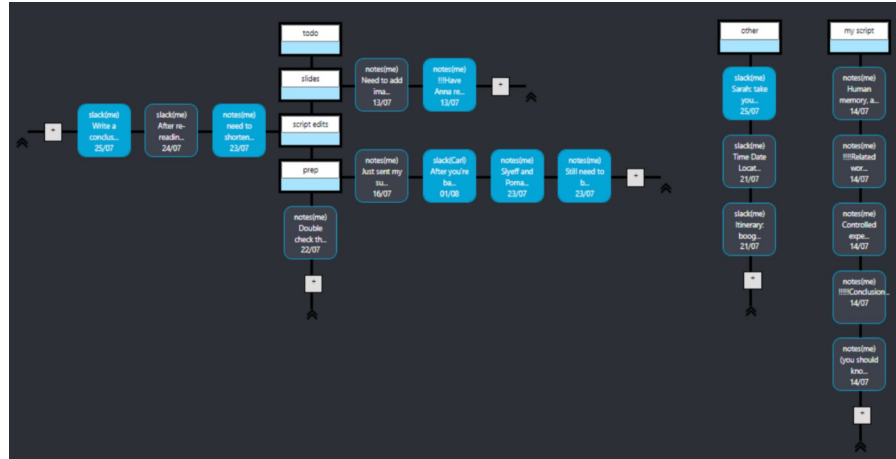 todo
other
my script
slides
notes(me)
Need to add
ima...
13/07
notes(me)
!!!Have
Anna re...
13/07
+
slack(me)
Sarah: take
you...
25/07
notes(me)
Human
memory, a...
14/07
script edits
+
slack(me)
Write a
conclus...
25/07
slack(me)
After re-
readin...
24/07
notes(me)
need to
shorten...
23/07
slack(me)
Time Date
Locat...
21/07
notes(me)
!!!!Related
wor...
14/07
prep
notes(me)
Just sent my
su...
16/07
slack(Carl)
After you're
ba...
01/08
notes(me)
Slyeff and
Poma...
23/07
notes(me)
Still need to
b...
23/07
+
notes(me)
Double
check th...
22/07
+
slack(me)
Itinerary:
boog...
21/07
+
notes(me)
Controlled
expe...
14/07
notes(me)
!!!!!Conclusion...
14/07
notes(me)
(you should
kno...
14/07
+